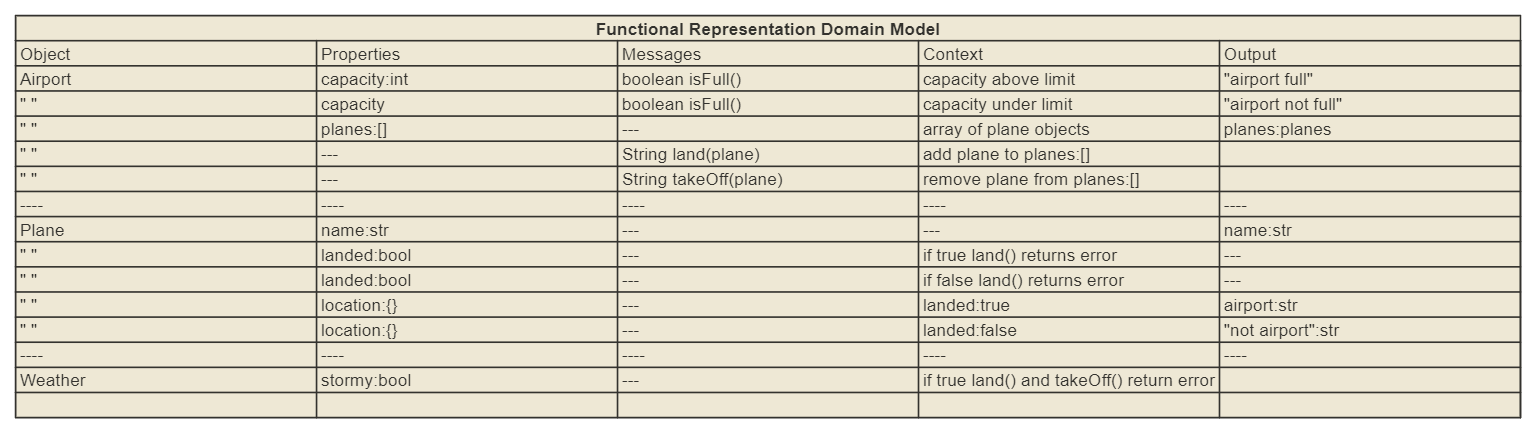 Functional Representation Domain Model
Object Properties Messages Context Output
Airport capacity:int boolean isFull() capacity above limit "airport full"
" " capacity boolean isFull() capacity under limit "airport not full"
" " planes:[] --- array of plane objects planes:planes
" " --- String land(plane) add plane to planes:[]
" " --- String takeOff(plane) remove plane from planes:[]
---- ---- ---- ---- ----
Plane name:str --- --- name:str
" " landed:bool --- if true land() returns error ---
" " landed:bool --- if false land() returns error ---
" " location:{} --- landed:true airport:str
" " location:{} --- landed:false "not airport":str
---- ---- ---- ---- ----
Weather stormy:bool --- if true land() and takeOff() return error